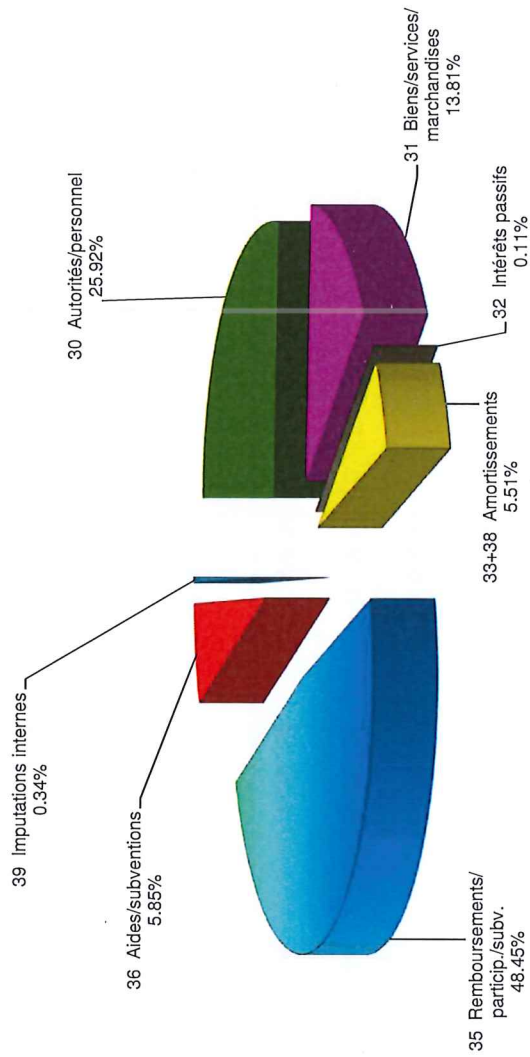 39 Imputations internes
0.34%
36 Aides/subventions
5.85%
35 Remboursements/
particip./subv.
48.45%
30 Autorités/personnel
25.92%
31 Biens/services/
marchandises
13.81%
32 Intérêts passifs
0.11%
33+38 Amortissements
5.51%